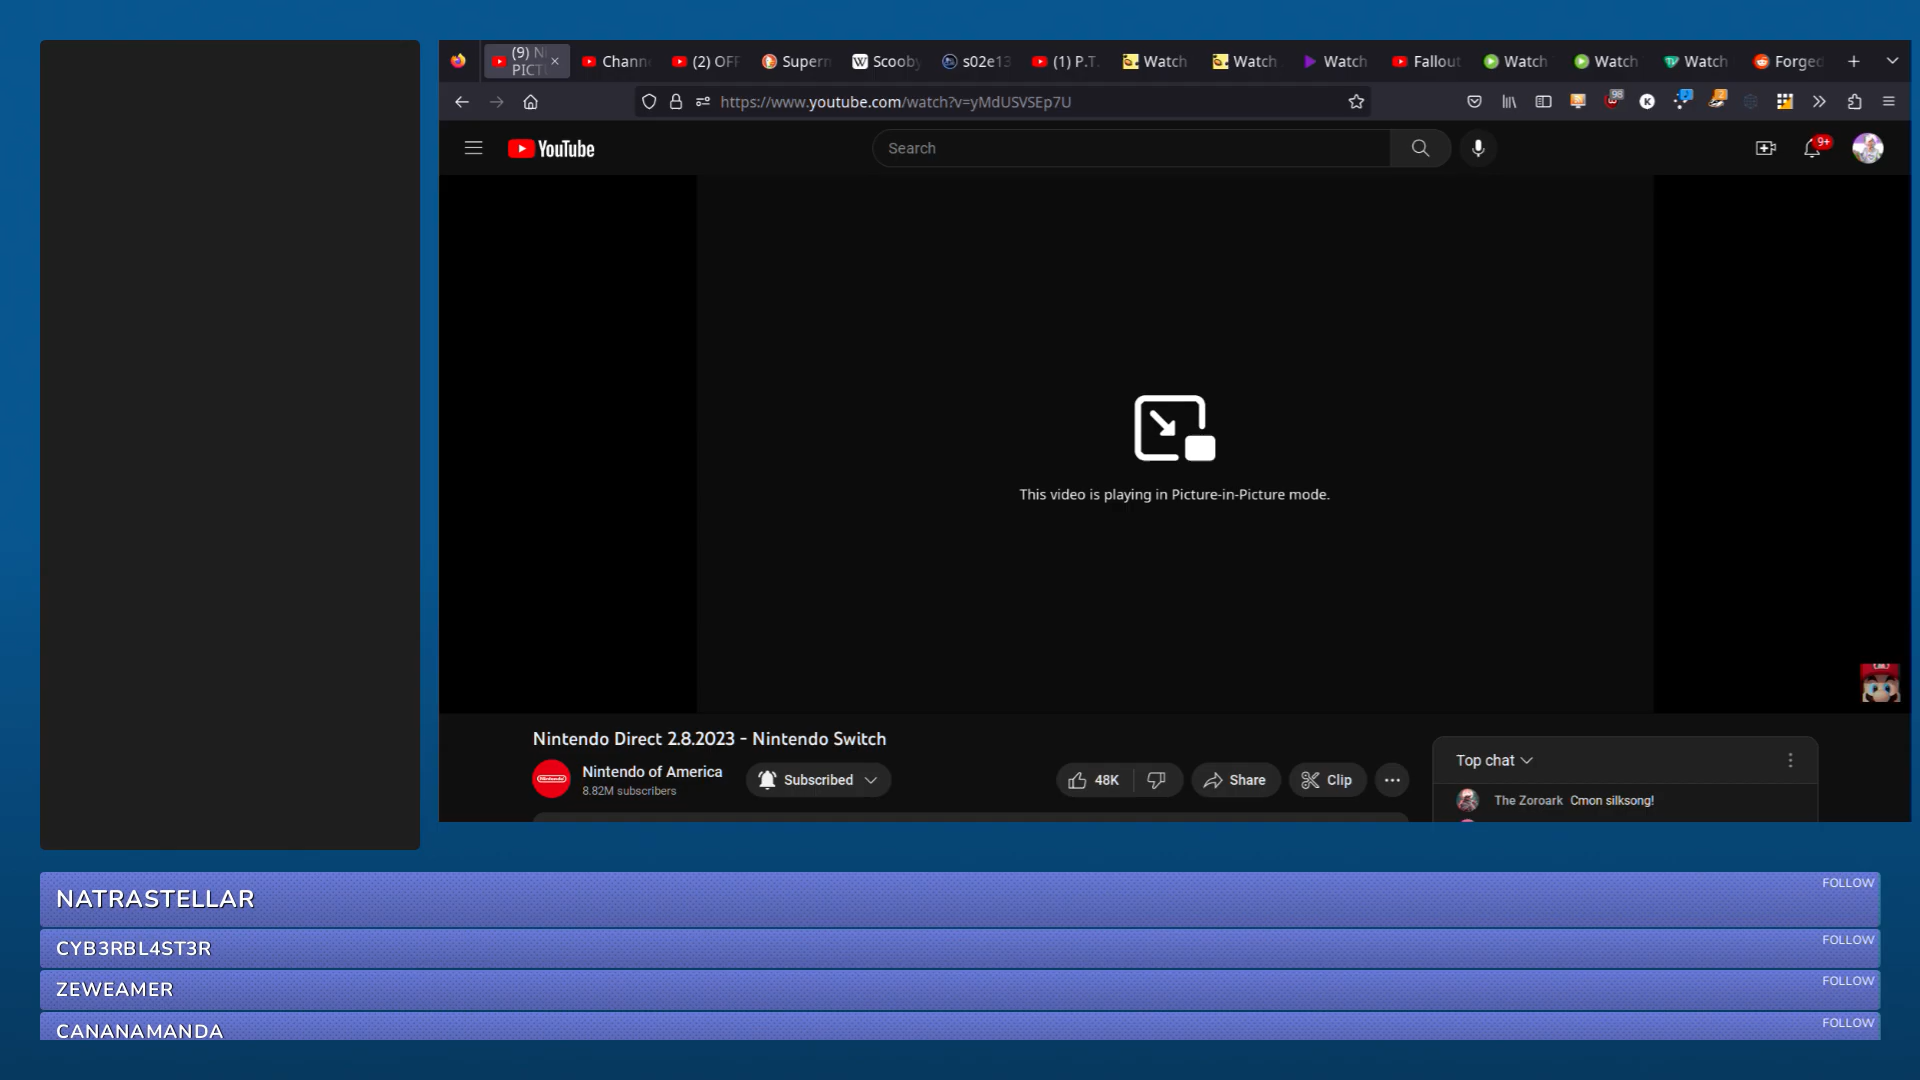 (9) N
PICT
Chann
(2) OFF
Supern
Scooby
s02e13
(1) P.T.
Watch
Watch
Watch
Fallout
Watch
Watch
Watch
Forged
https://www.youtube.com/watch?v=yMdUSVSEp7U
98
2
YouTube
Search
9+
This video is playing in Picture-in-Picture mode.
Nintendo Direct 2.8.2023 - Nintendo Switch
Nintendo of America
8.82M subscribers
Subscribed
48K
Share
Clip
Top chat
The Zoroark Cmon silksong!
NATRASTELLAR FOLLOW
CYB3RBL4ST3R FOLLOW
ZEWEAMER FOLLOW
CANANAMANDA FOLLOW